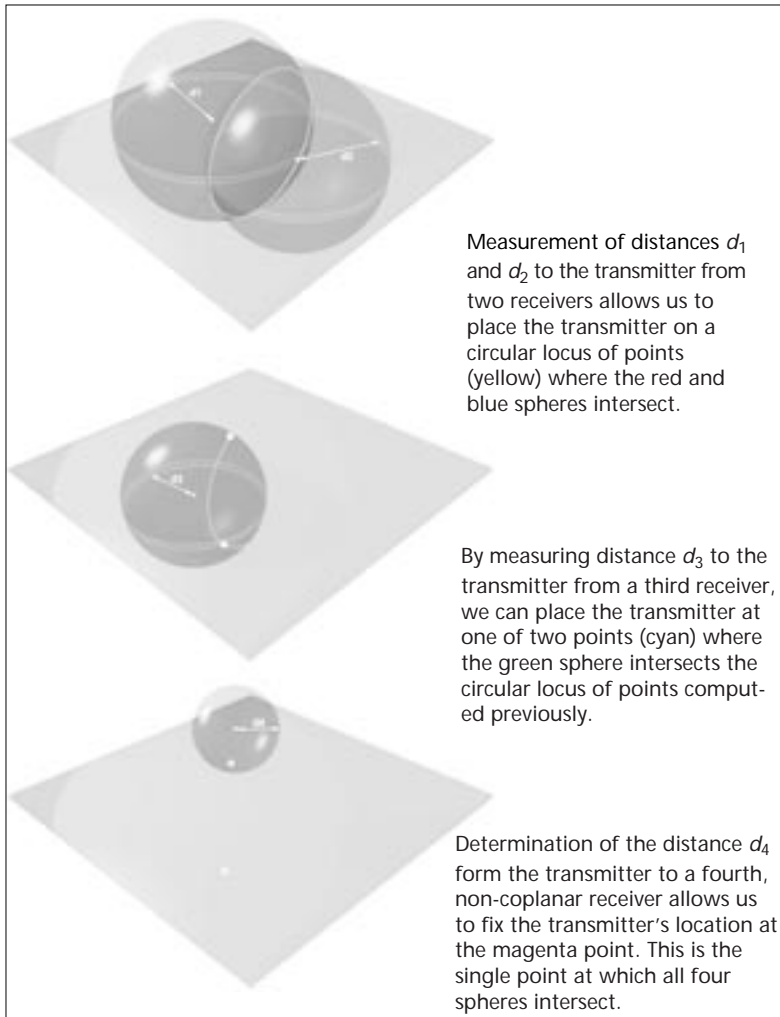 Measurement of distances d1
and d2 to the transmitter from
two receivers allows us to
place the transmitter on a
circular locus of points
(yellow) where the red and
blue spheres intersect.
By measuring distance d3 to the
transmitter from a third receiver,
we can place the transmitter at
one of two points (cyan) where
the green sphere intersects the
circular locus of points comput-
ed previously.
Determination of the distance d4
form the transmitter to a fourth,
non-coplanar receiver allows us
to fix the transmitter's location at
the magenta point. This is the
single point at which all four
spheres intersect.